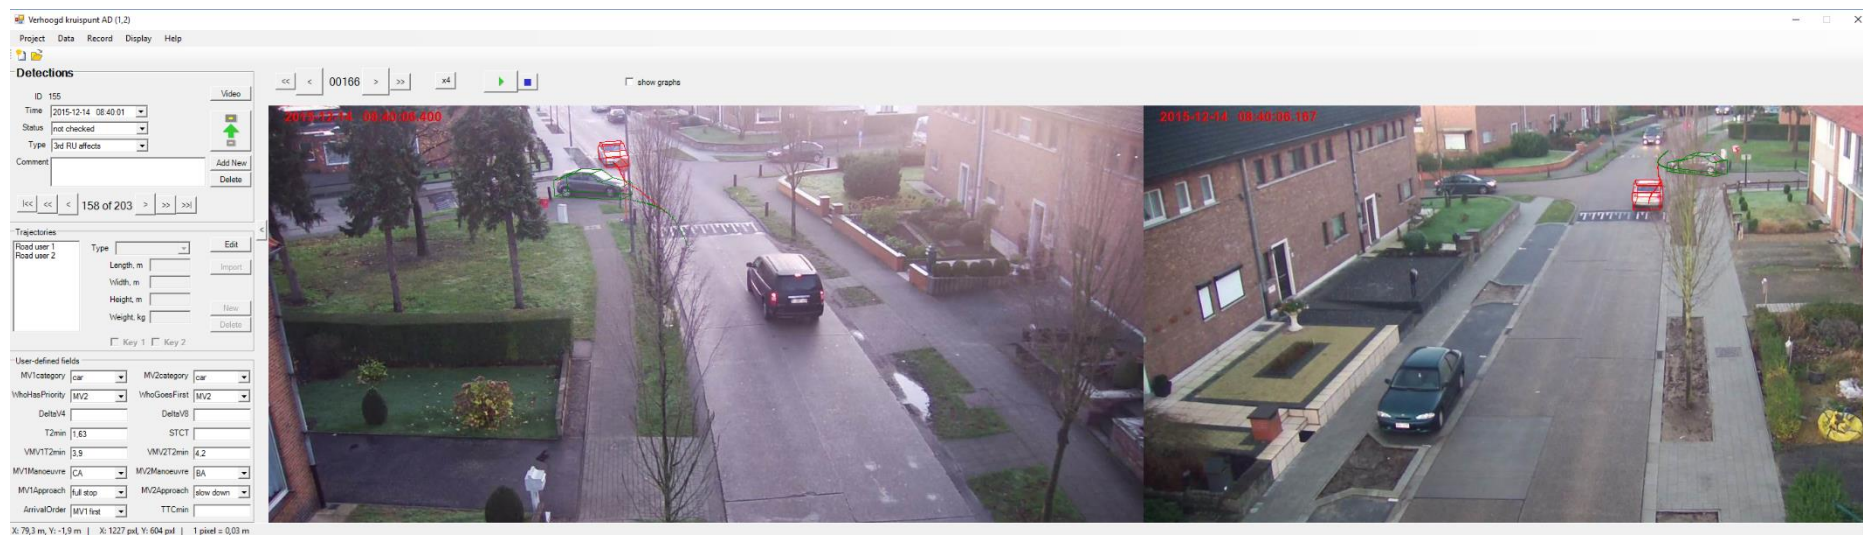 Verhoogd kruispunt AD (1,2)
Project Data Record Display Help
Detections
ID 155
Video
Time 2015-12-14 08:40:01
Status not checked
Type 3rd RU affects
Comment
Add New
Delete
|<< << < 158 of 203 > >> >>|
<
Trajectories
Road user 1
Road user 2
Type
Edit
Length, m
Import
Width, m
Height, m
New
Weight, kg
Delete
Key 1 Key 2
User-defined fields
MV1category car MV2category car
WhoHasPriority MV2 WhoGoesFirst MV2
DeltaV4 DeltaV8
T2min 1,63 STCT
VMV1T2min 3,9 VMV2T2min 4,2
MV1Manoeuvre CA MV2Manoeuvre BA
MV1Approach full stop MV2Approach slow down
ArrivalOrder MV1 first TTCmin
X: 79,3 m, Y: -1,9 m | X: 1227 pxl, Y: 604 pxl | 1 pixel = 0,03 m
<< < 00166 > >> x4 show graphs
2015-12-14 08:40:06.400
2015-12-14 08:40:06.167